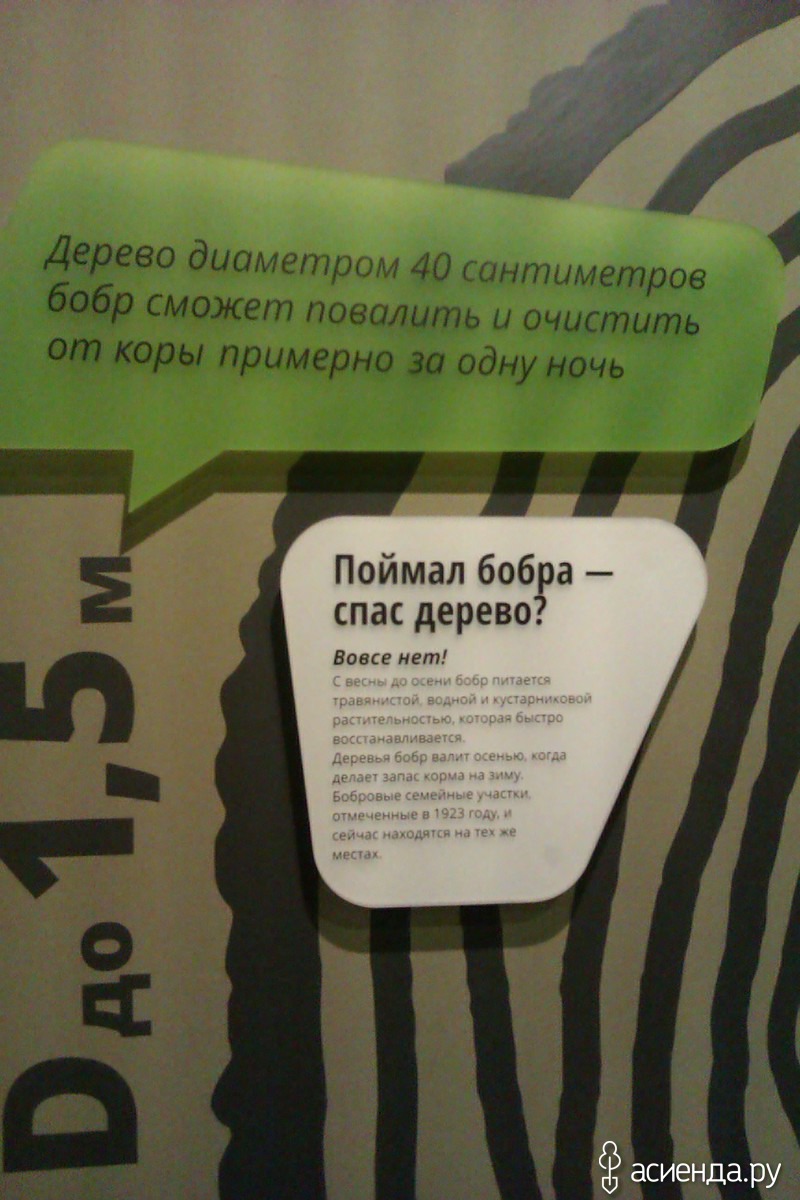 Дерево диаметром 40 сантиметров
бобр сможет повалить и очистить
от коры примерно за одну ночь
D до 1,5 м
Поймал бобра —
спас дерево?
Вовсе нет!
С весны до осени бобр питается
травянистой, водной и кустарниковой
растительностью, которая быстро
восстанавливается.
Деревья бобр валит осенью, когда
делает запас корма на зиму.
Бобровые семейные участки,
отмеченные в 1923 году, и
сейчас находятся на тех же
местах.
асиенда.ру